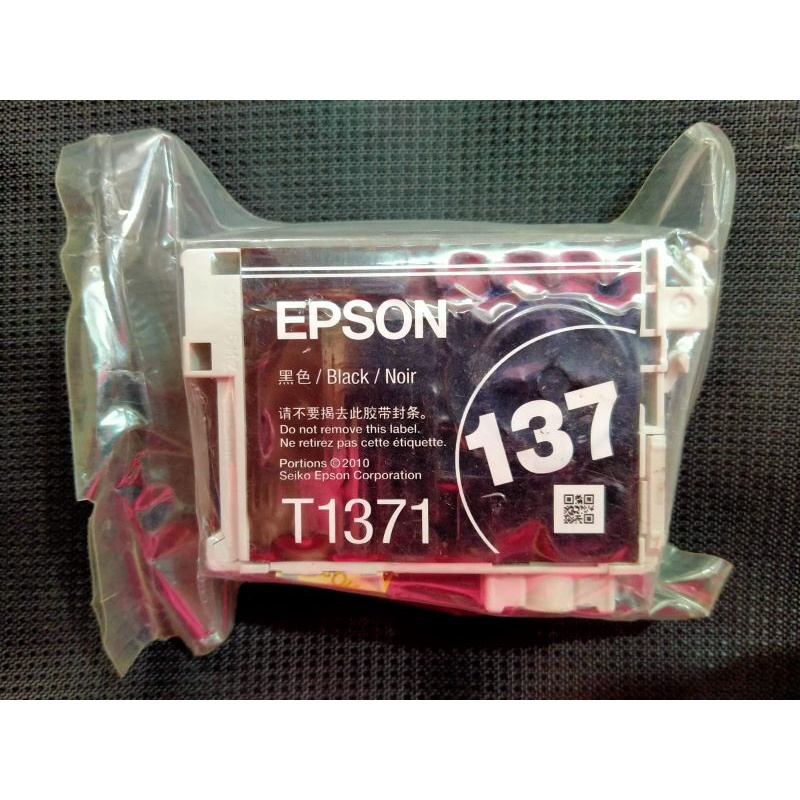 EPSON
黑色 / Black / Noir
请不要揭去此胶带封条。
Do not remove this label.
Ne retirez pas cette étiquette.
Portions ©2010
Seiko Epson Corporation
T1371
137